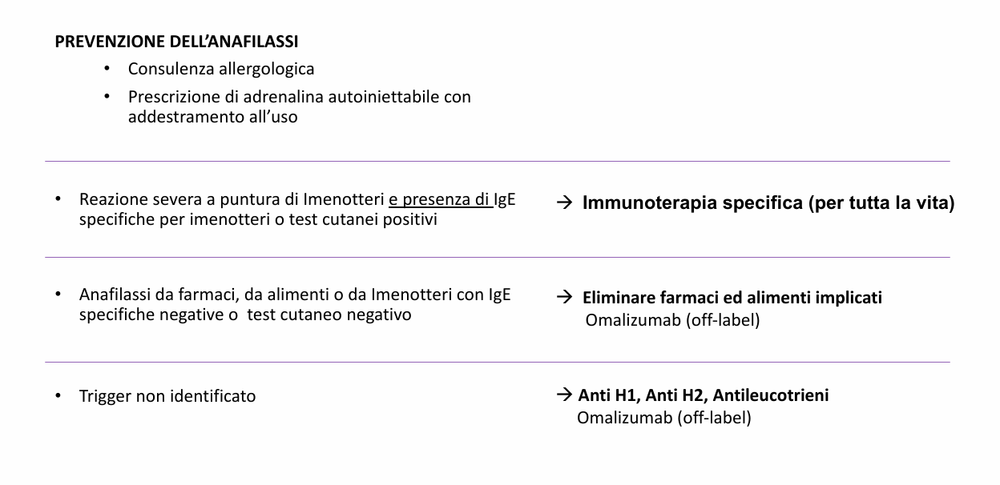 PREVENZIONE DELL’ANAFILASSI
• Consulenza allergologica
• Prescrizione di adrenalina autoiniettabile con
addestramento all’uso
• Reazione severa a puntura di Imenotteri e presenza di IgE
specifiche per imenotteri o test cutanei positivi
→ Immunoterapia specifica (per tutta la vita)
• Anafilassi da farmaci, da alimenti o da Imenotteri con IgE
specifiche negative o  test cutaneo negativo
→ Eliminare farmaci ed alimenti implicati
Omalizumab (off-label)
• Trigger non identificato
→ Anti H1, Anti H2, Antileucotrieni
Omalizumab (off-label)